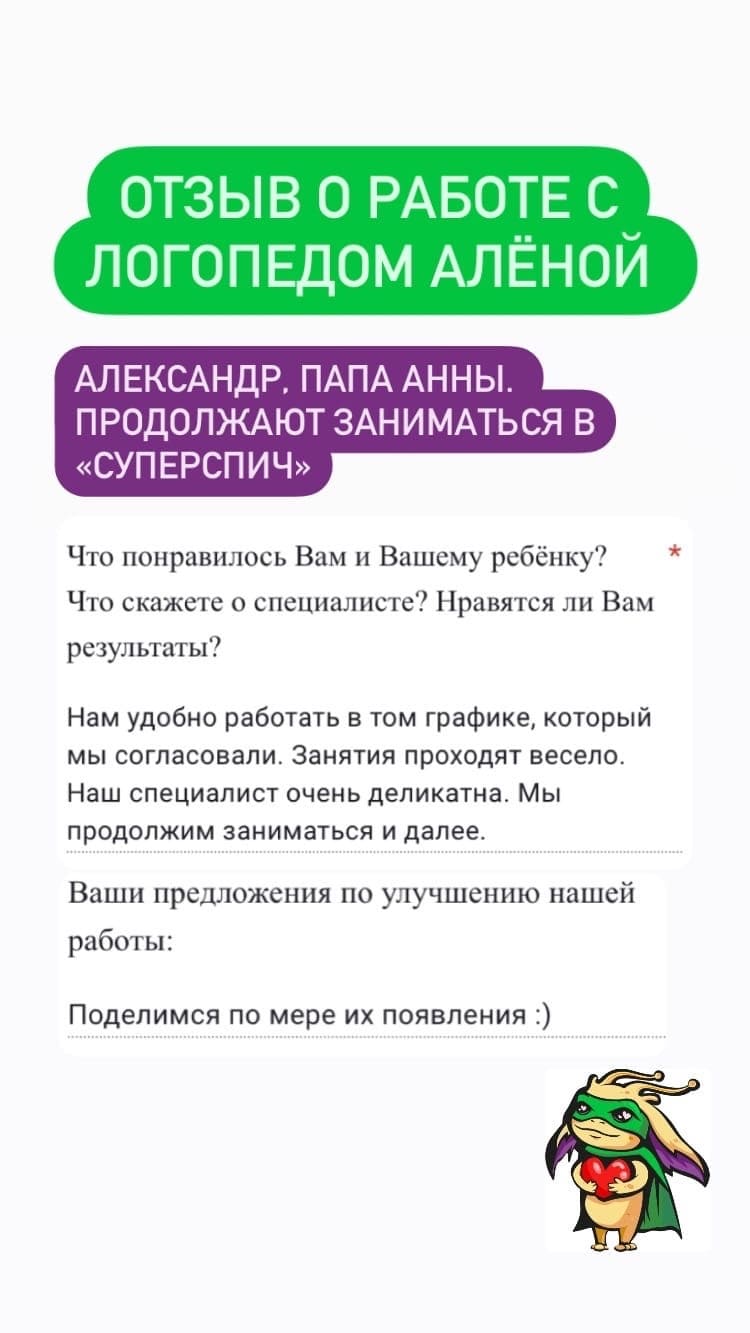 ОТЗЫВ О РАБОТЕ С
ЛОГОПЕДОМ АЛЁНОЙ
АЛЕКСАНДР, ПАПА АННЫ.
ПРОДОЛЖАЮТ ЗАНИМАТЬСЯ В
«СУПЕРСПИЧ»
Что понравилось Вам и Вашему ребёнку? *
Что скажете о специалисте? Нравятся ли Вам
результаты?
Нам удобно работать в том графике, который
мы согласовали. Занятия проходят весело.
Наш специалист очень деликатна. Мы
продолжим заниматься и далее.
Ваши предложения по улучшению нашей
работы:
Поделимся по мере их появления :)